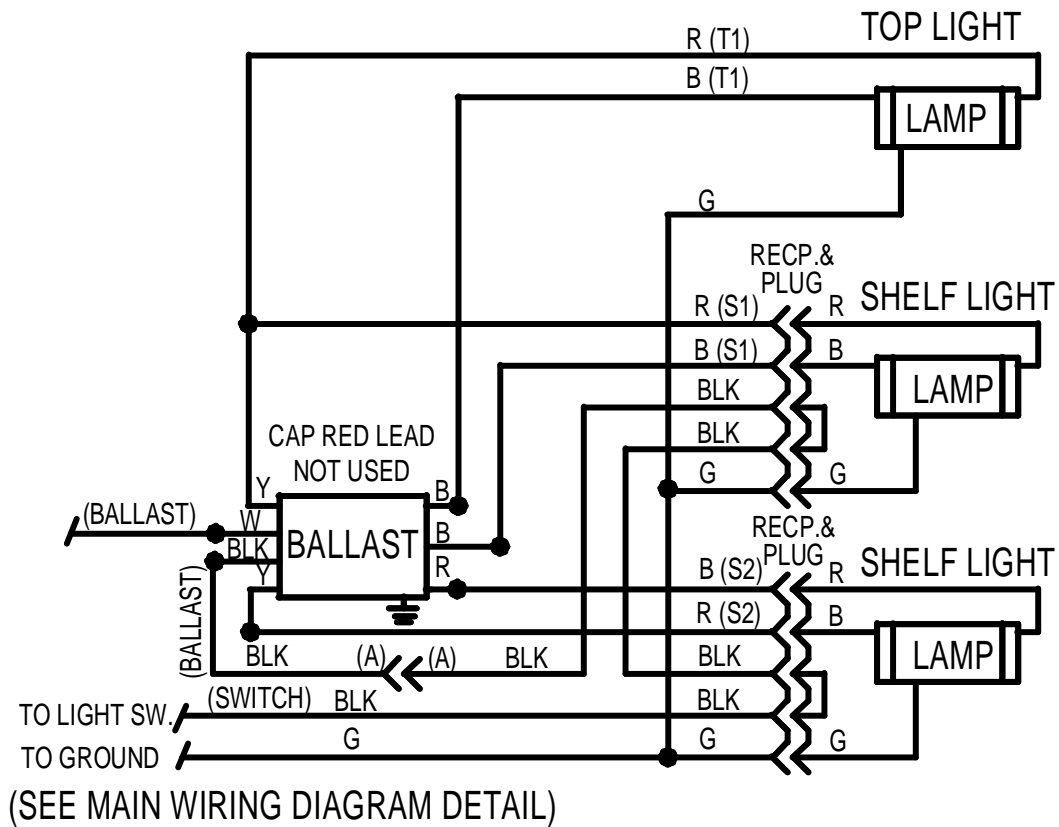 TOP LIGHT
R (T1)
B (T1)
LAMP
G
RECP.&
PLUG
SHELF LIGHT
R (S1)
R
B (S1)
B
LAMP
BLK
BLK
G
G
CAP RED LEAD
NOT USED
Y
B
(BALLAST)
W
BALLAST
B
BLK
Y
R
(BALLAST)
RECP.&
PLUG
SHELF LIGHT
B (S2)
R
R (S2)
B
LAMP
BLK
(A)
(A)
BLK
BLK
(SWITCH)
TO LIGHT SW.
BLK
BLK
TO GROUND
G
G
G
(SEE MAIN WIRING DIAGRAM DETAIL)